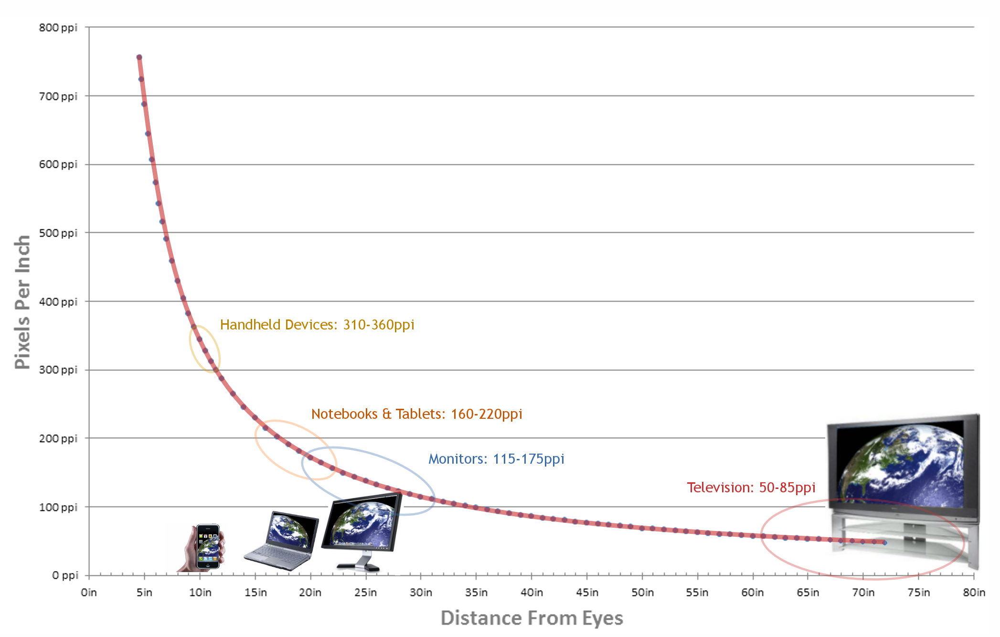 800 ppi
700 ppi
600 ppi
500 ppi
400 ppi
300 ppi
200 ppi
100 ppi
0 ppi
Pixels Per Inch
Handheld Devices: 310-360ppi
Notebooks & Tablets: 160-220ppi
Monitors: 115-175ppi
Television: 50-85ppi
0in 5in 10in 15in 20in 25in 30in 35in 40in 45in 50in 55in 60in 65in 70in 75in 80in
Distance From Eyes